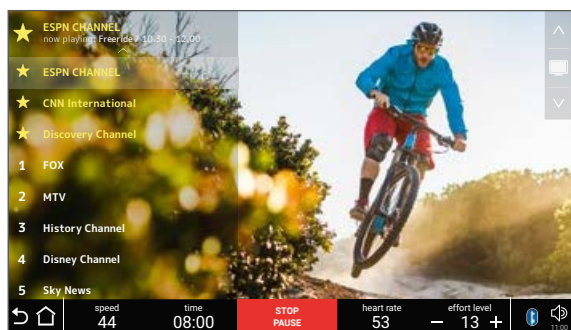 ESPN CHANNEL
now playing: Freeride / 10:30 - 12:00
ESPN CHANNEL
CNN International
Discovery Channel
1 FOX
2 MTV
3 History Channel
4 Disney Channel
5 Sky News
speed
44
time
08:00
STOP
PAUSE
heart rate
53
effort level
— 13 +
11:00